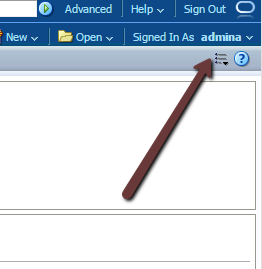 Advanced Help Sign Out
New Open Signed In As admina
?